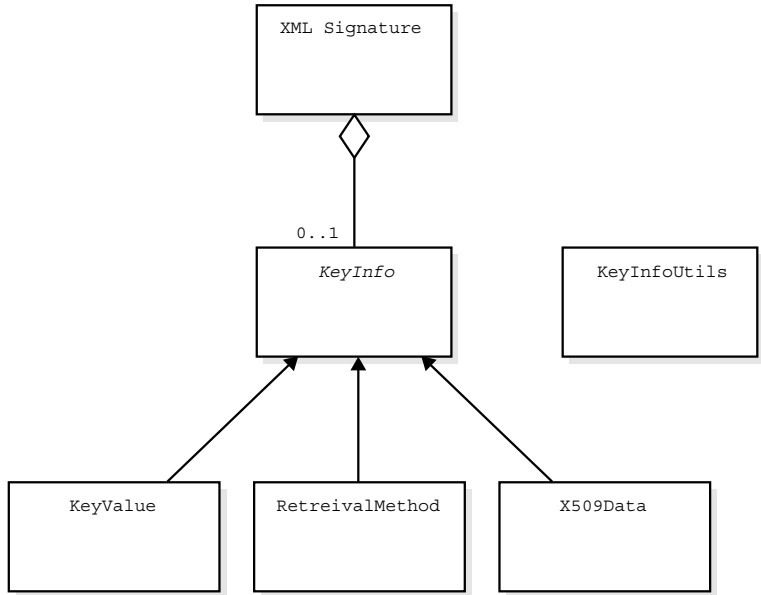 XML Signature
0..1
KeyInfo
KeyInfoUtils
KeyValue
RetreivalMethod
X509Data